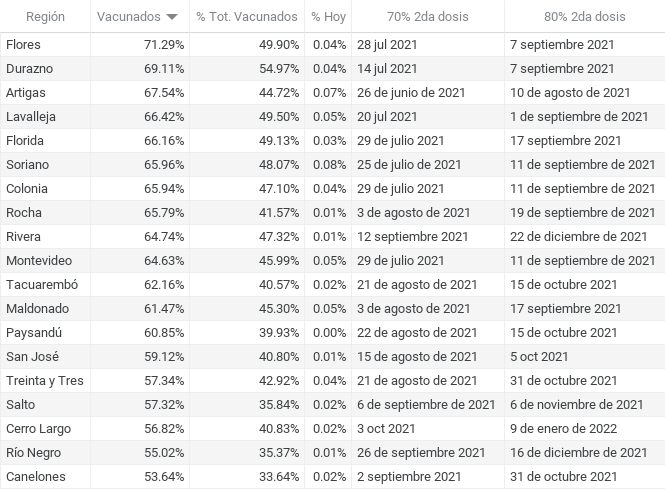 Región Vacunados % Tot. Vacunados % Hoy 70% 2da dosis 80% 2da dosis
Flores 71.29% 49.90% 0.04% 28 jul 2021 7 septiembre 2021
Durazno 69.11% 54.97% 0.04% 14 jul 2021 7 septiembre 2021
Artigas 67.54% 44.72% 0.07% 26 de junio de 2021 10 de agosto de 2021
Lavalleja 66.42% 49.50% 0.05% 20 jul 2021 1 de septiembre de 2021
Florida 66.16% 49.13% 0.03% 29 de julio 2021 17 septiembre 2021
Soriano 65.96% 48.07% 0.08% 25 de julio de 2021 11 de septiembre de 2021
Colonia 65.94% 47.10% 0.04% 29 de julio 2021 11 de septiembre de 2021
Rocha 65.79% 41.57% 0.01% 3 de agosto de 2021 19 de septiembre de 2021
Rivera 64.74% 47.32% 0.01% 12 septiembre 2021 22 de diciembre de 2021
Montevideo 64.63% 45.99% 0.05% 29 de julio 2021 11 de septiembre de 2021
Tacuarembó 62.16% 40.57% 0.02% 21 de agosto de 2021 15 de octubre 2021
Maldonado 61.47% 45.30% 0.05% 3 de agosto de 2021 17 septiembre 2021
Paysandú 60.85% 39.93% 0.00% 22 de agosto de 2021 15 de octubre 2021
San José 59.12% 40.80% 0.01% 15 de agosto de 2021 5 oct 2021
Treinta y Tres 57.34% 42.92% 0.04% 21 de agosto de 2021 31 de octubre 2021
Salto 57.32% 35.84% 0.02% 6 de septiembre de 2021 6 de noviembre de 2021
Cerro Largo 56.82% 40.83% 0.02% 3 oct 2021 9 de enero de 2022
Río Negro 55.02% 35.37% 0.01% 26 de septiembre de 2021 16 de diciembre de 2021
Canelones 53.64% 33.64% 0.02% 2 septiembre 2021 31 de octubre 2021